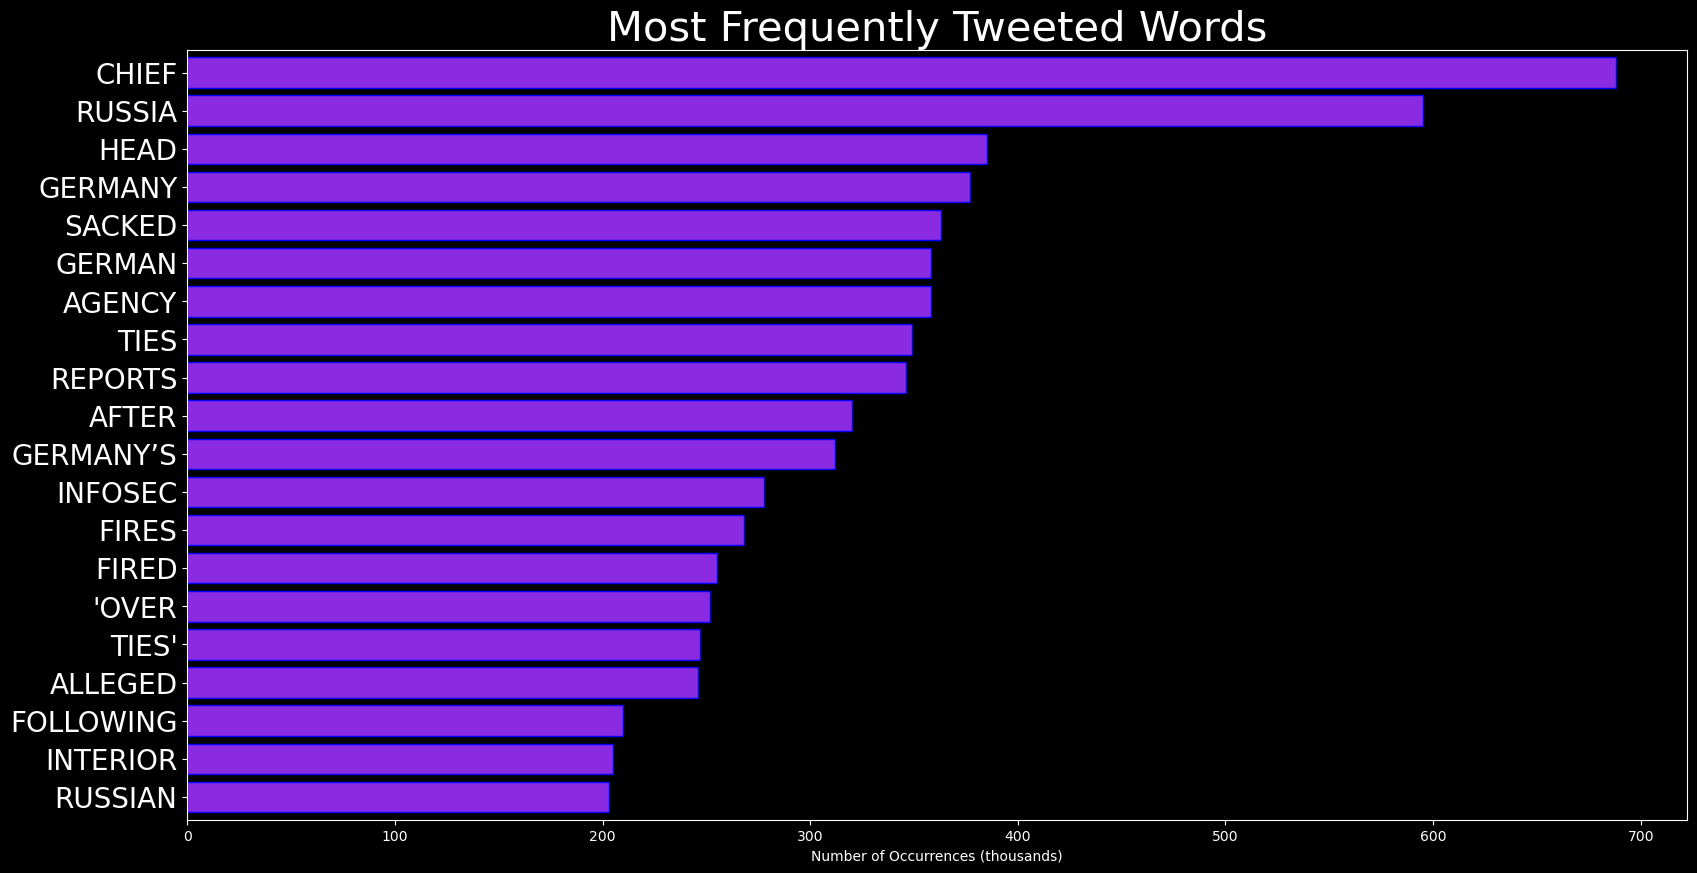 Most Frequently Tweeted Words
CHIEF
RUSSIA
HEAD
GERMANY
SACKED
GERMAN
AGENCY
TIES
REPORTS
AFTER
GERMANY’S
INFOSEC
FIRES
FIRED
'OVER
TIES'
ALLEGED
FOLLOWING
INTERIOR
RUSSIAN
0 100 200 300 400 500 600 700
Number of Occurrences (thousands)